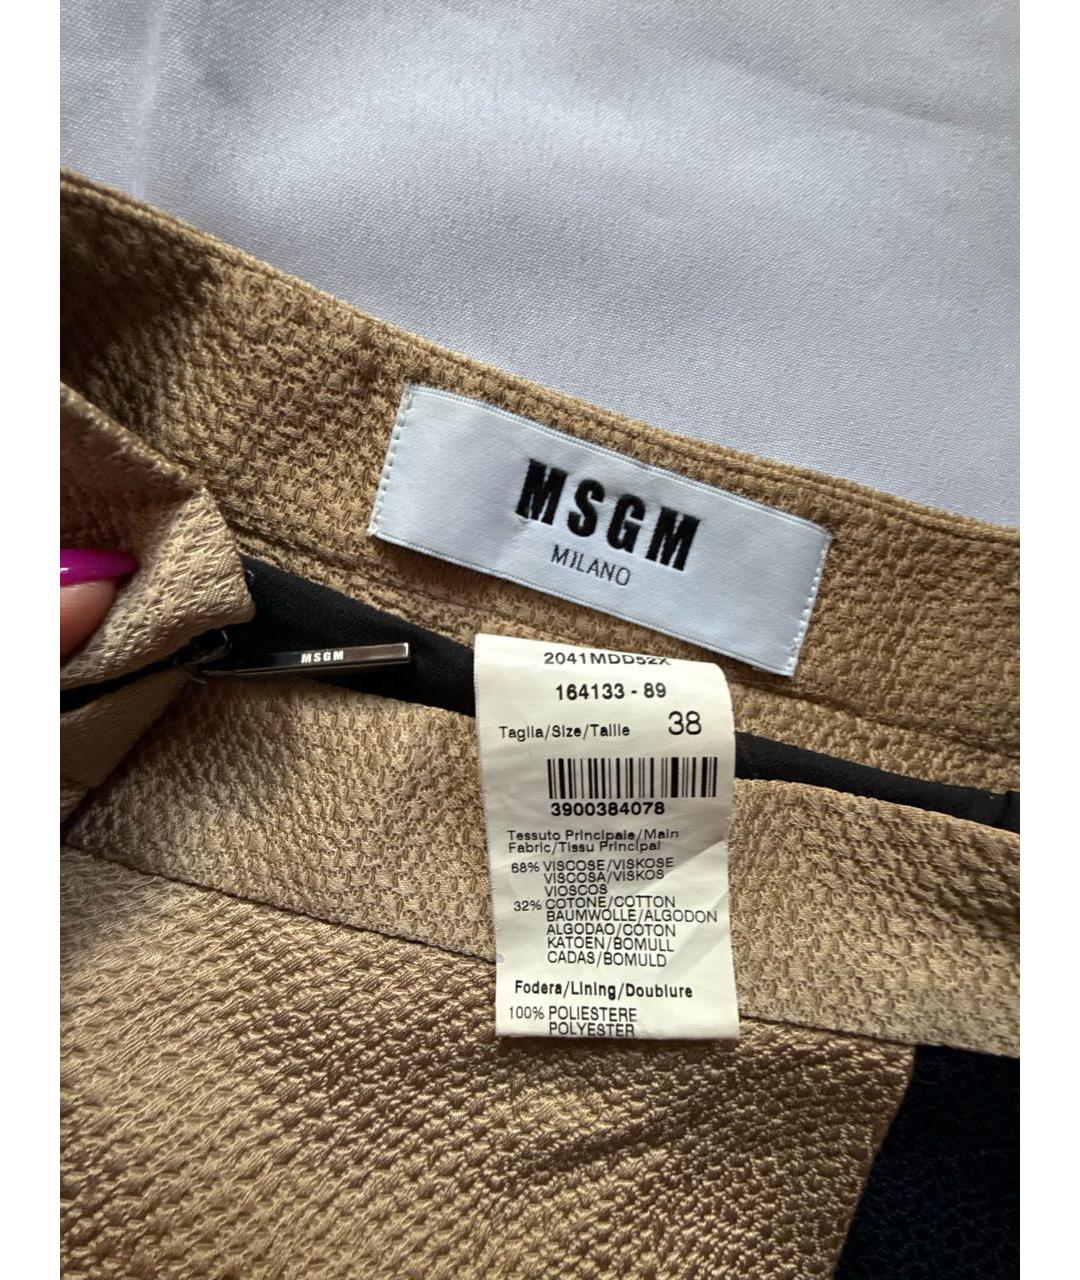 MSGM
MILANO
MSGM
2041MDD52X
164133 - 89
Taglia/Size/Taille 38
3900384078
Tessuto Principale/Main
Fabric/Tissu Principal
68% VISCOSE/VISKOSE
VISCOSA/VISKOS
VIOSCOS
32% COTONE/COTTON
BAUMWOLLE/ALGODON
ALGODAO/COTON
KATOEN/BOMULL
CADAS/BOMULD
Fodera/Lining/Doublure
100% POLIESTERE
POLYESTER